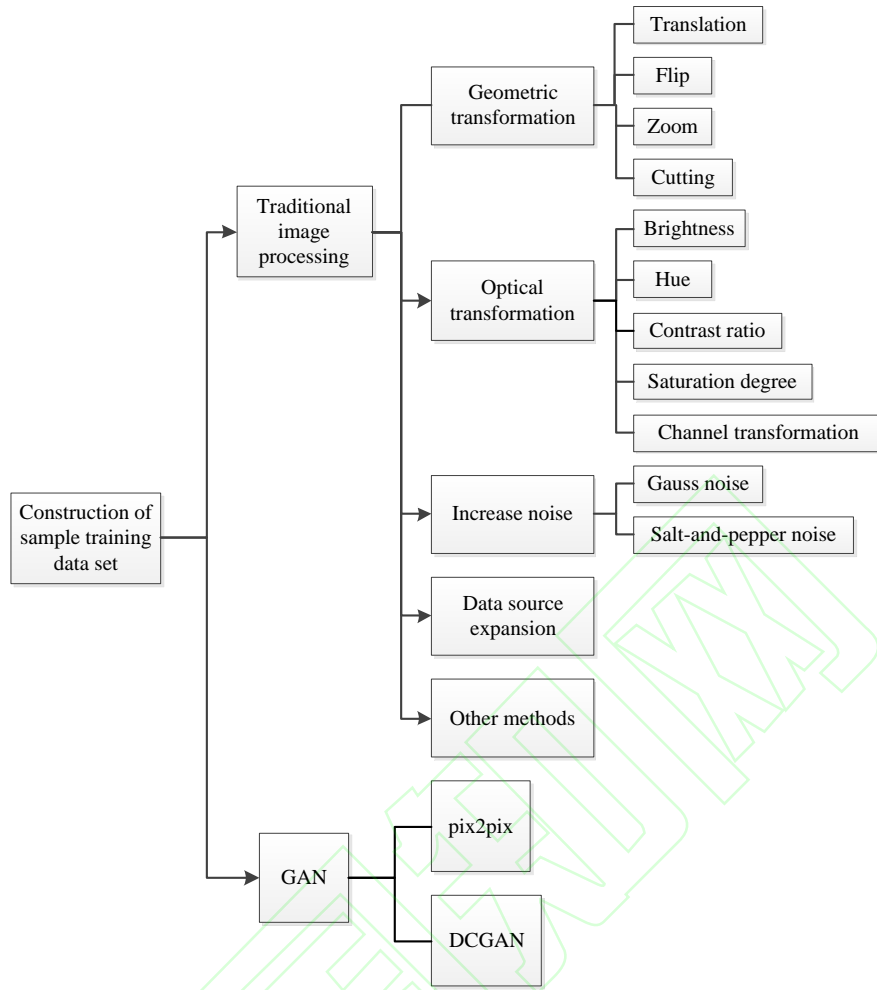 Translation
Flip
Zoom
Cutting
Geometric
transformation
Traditional
image
processing
Brightness
Hue
Contrast ratio
Saturation degree
Channel transformation
Optical
transformation
Construction of
sample training
data set
Increase noise
Gauss noise
Salt-and-pepper noise
Data source
expansion
Other methods
GAN
pix2pix
DCGAN